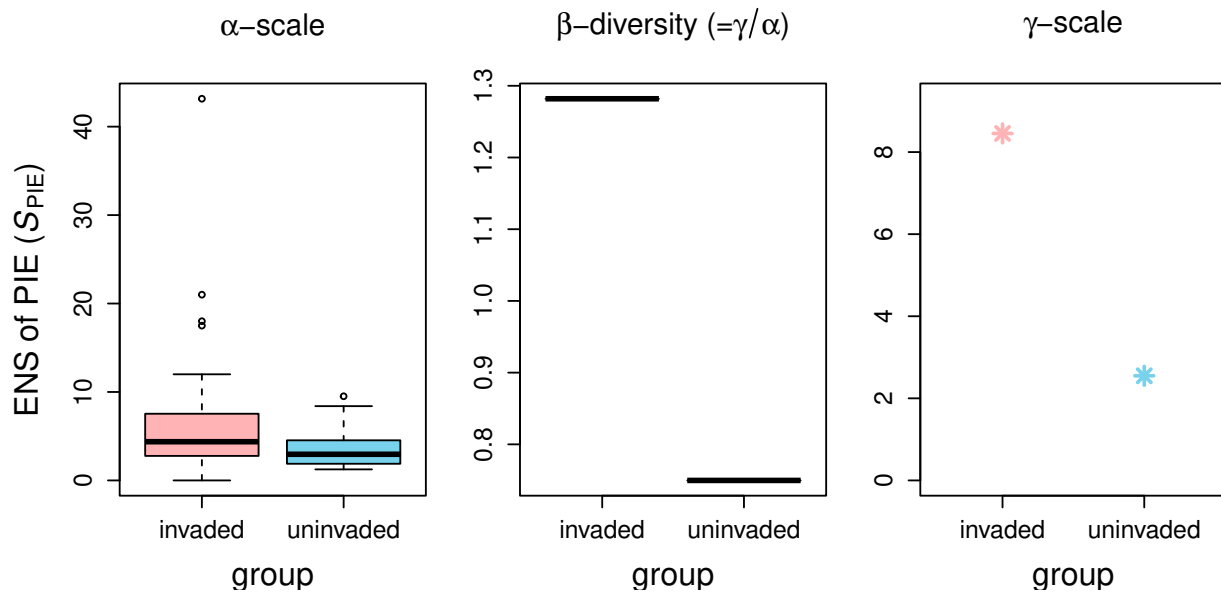 α−scale
β−diversity (=γ/α)
γ−scale
ENS of PIE (S_PIE)
40
30
20
10
0
invaded uninvaded
group
1.3
1.2
1.1
1.0
0.9
0.8
invaded uninvaded
group
8
6
4
2
0
invaded uninvaded
group